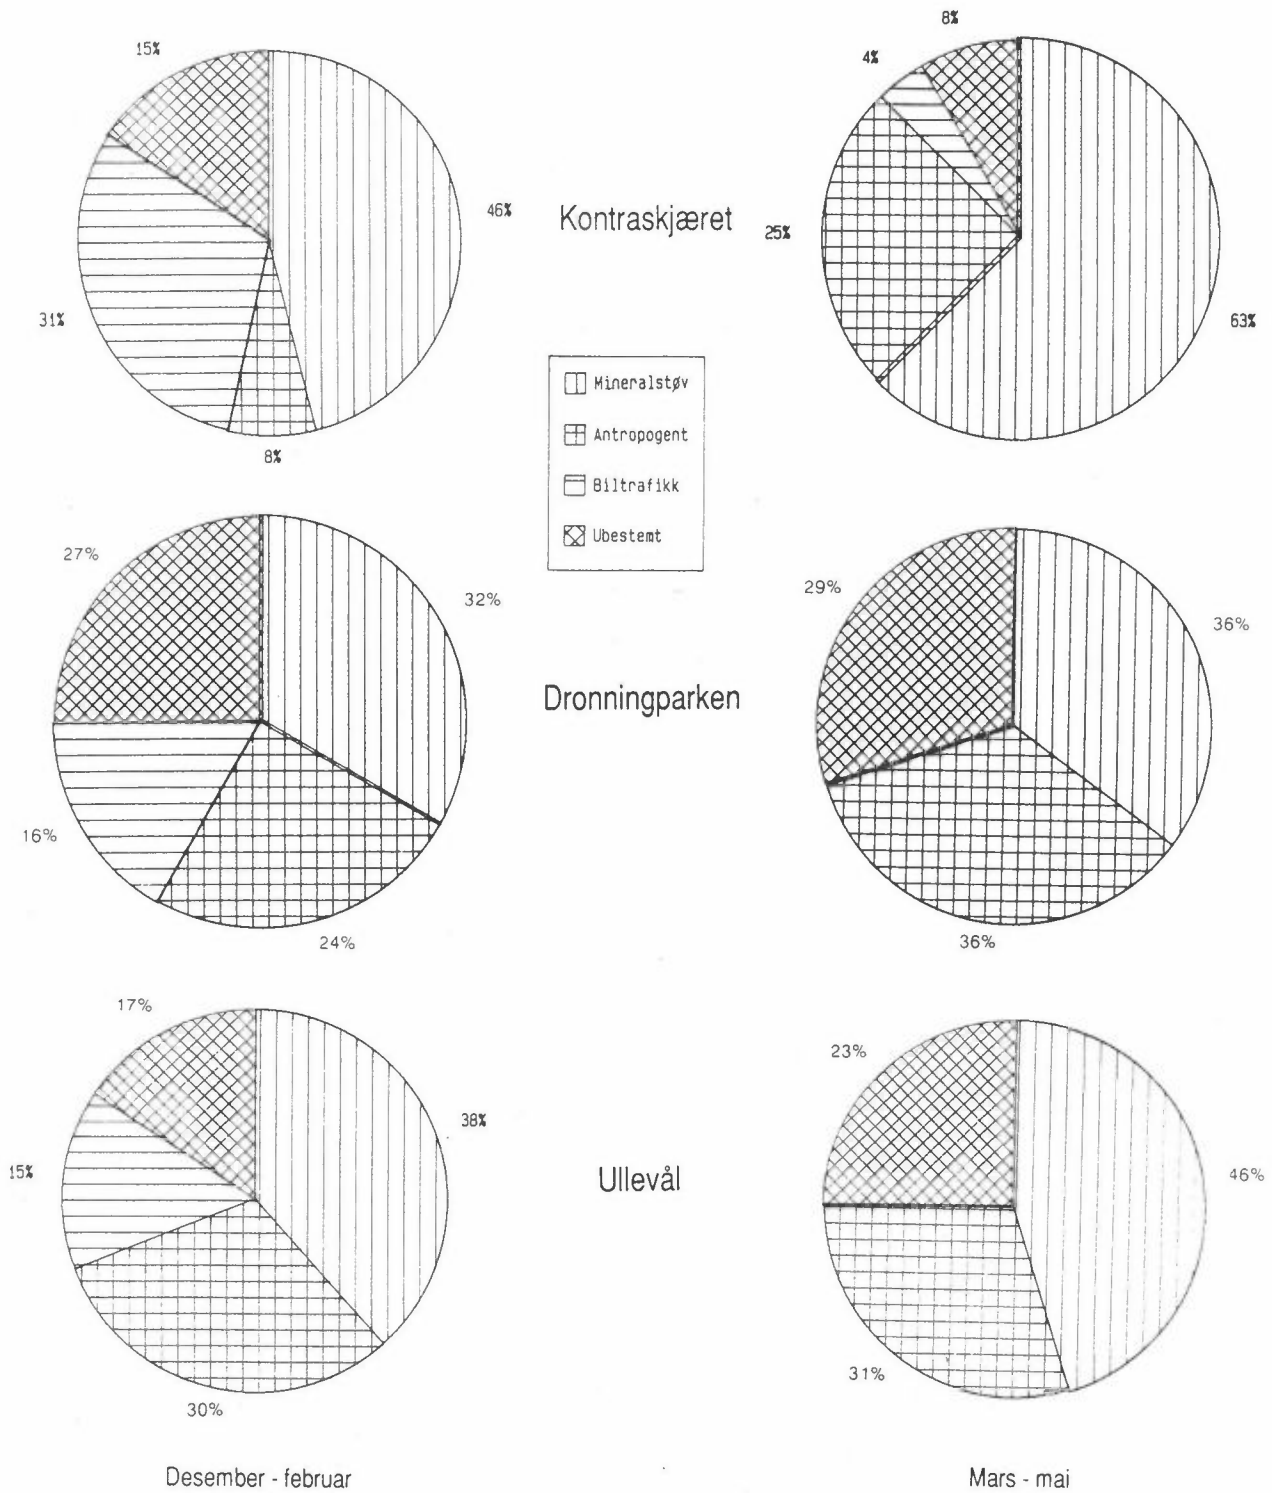 8%
15%
4%
46%
Kontraskjæret
25%
31%
63%
8%
Mineralstøv
Antropogent
Biltrafikk
Ubestemt
27%
29%
32%
36%
Dronningparken
16%
24%
36%
17%
23%
38%
15%
Ullevål
46%
31%
30%
Desember - februar
Mars - mai